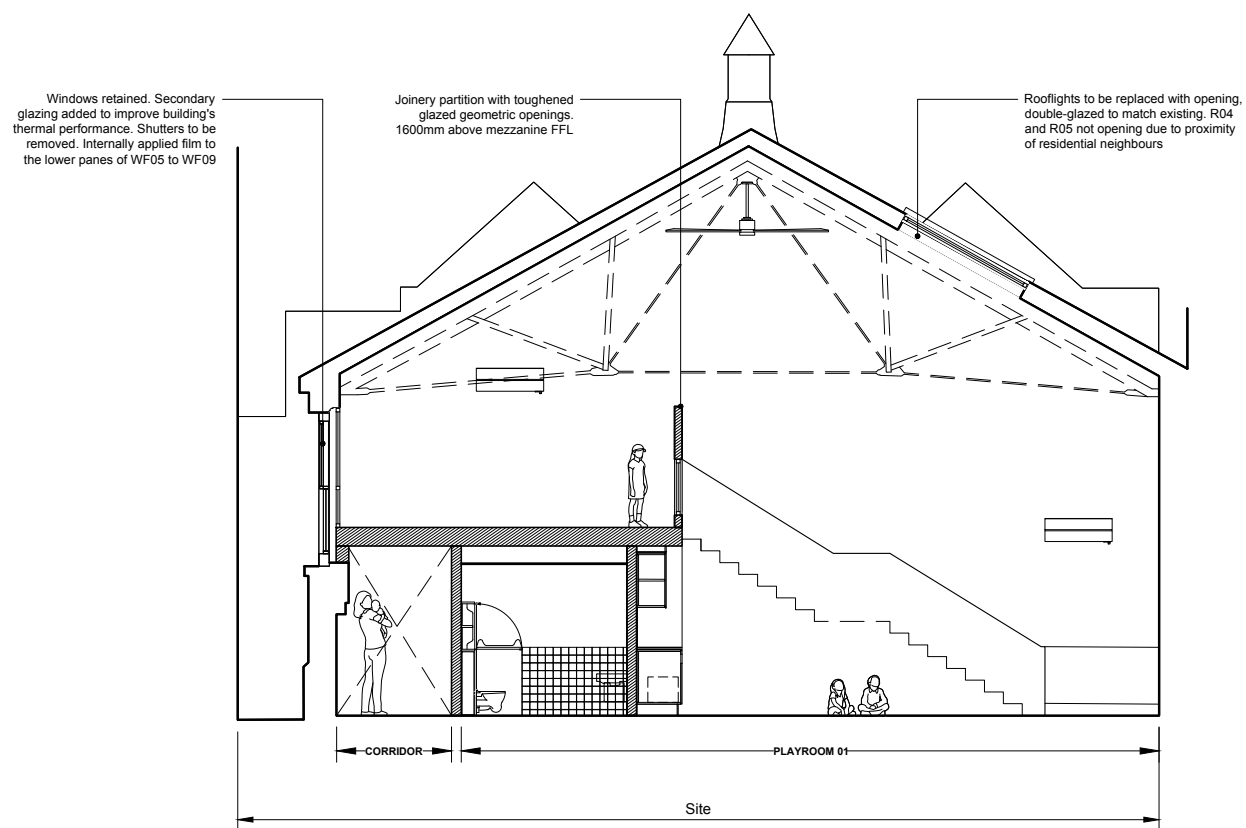 Windows retained. Secondary
glazing added to improve building's
thermal performance. Shutters to be
removed. Internally applied film to
the lower panes of WF05 to WF09
Joinery partition with toughened
glazed geometric openings.
1600mm above mezzanine FFL
Rooflights to be replaced with opening,
double-glazed to match existing. R04
and R05 not opening due to proximity
of residential neighbours
CORRIDOR
PLAYROOM 01
Site